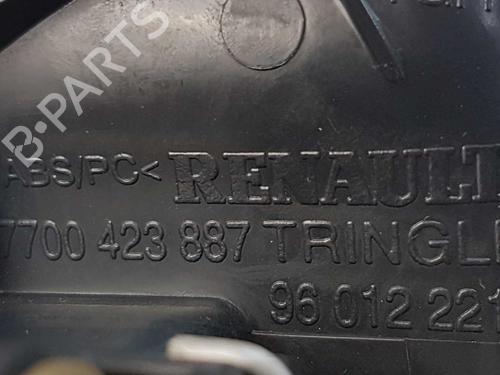 B-PARTS
ABS/PC<
RENAULT
7700 423 887 TRINGL
96 012 221